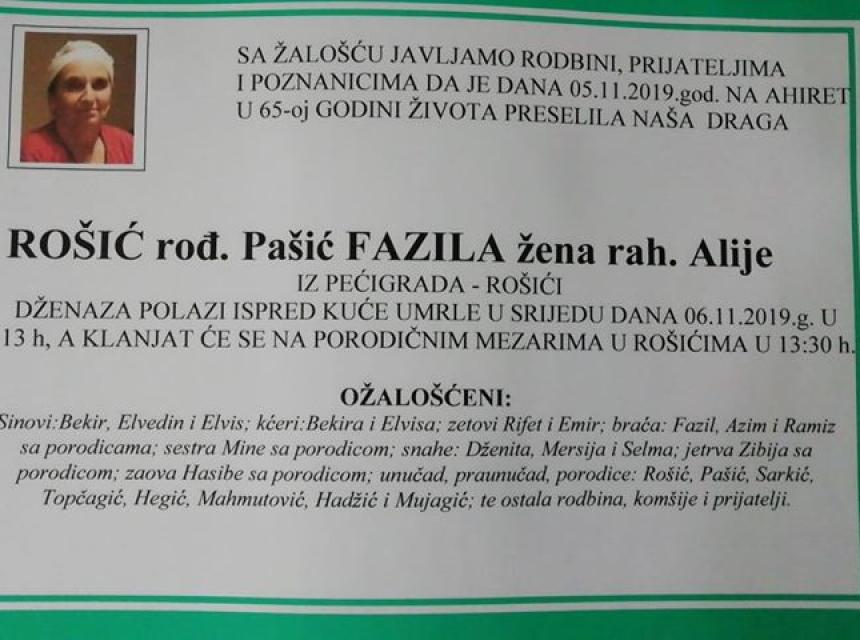 SA ŽALOŠĆU JAVLJAMO RODBINI, PRIJATELJIMA
I POZNANICIMA DA JE DANA 05.11.2019.god. NA AHIRET
U 65-oj GODINI ŽIVOTA PRESELILA NAŠA DRAGA
ROŠIĆ rođ. Pašić FAZILA žena rah. Alije
IZ PEĆIGRADA - ROŠIĆI
DŽENAZA POLAZI ISPRED KUĆE UMRLE U SRIJEDU DANA 06.11.2019.g. U
13 h, A KLANJAT ĆE SE NA PORODIČNIM MEZARIMA U ROŠIĆIMA U 13:30 h.
OŽALOŠĆENI:
Sinovi:Bekir, Elvedin i Elvis; kćeri:Bekira i Elvisa; zetovi Rifet i Emir; braća: Fazil, Azim i Ramiz
sa porodicama; sestra Mine sa porodicom; snahe: Dženita, Mersija i Selma; jetrva Zibija sa
porodicom; zaova Hasibe sa porodicom; unučad, praunučad, porodice: Rošić, Pašić, Sarkić,
Topčagić, Hegić, Mahmutović, Hadžić i Mujagić; te ostala rodbina, komšije i prijatelji.